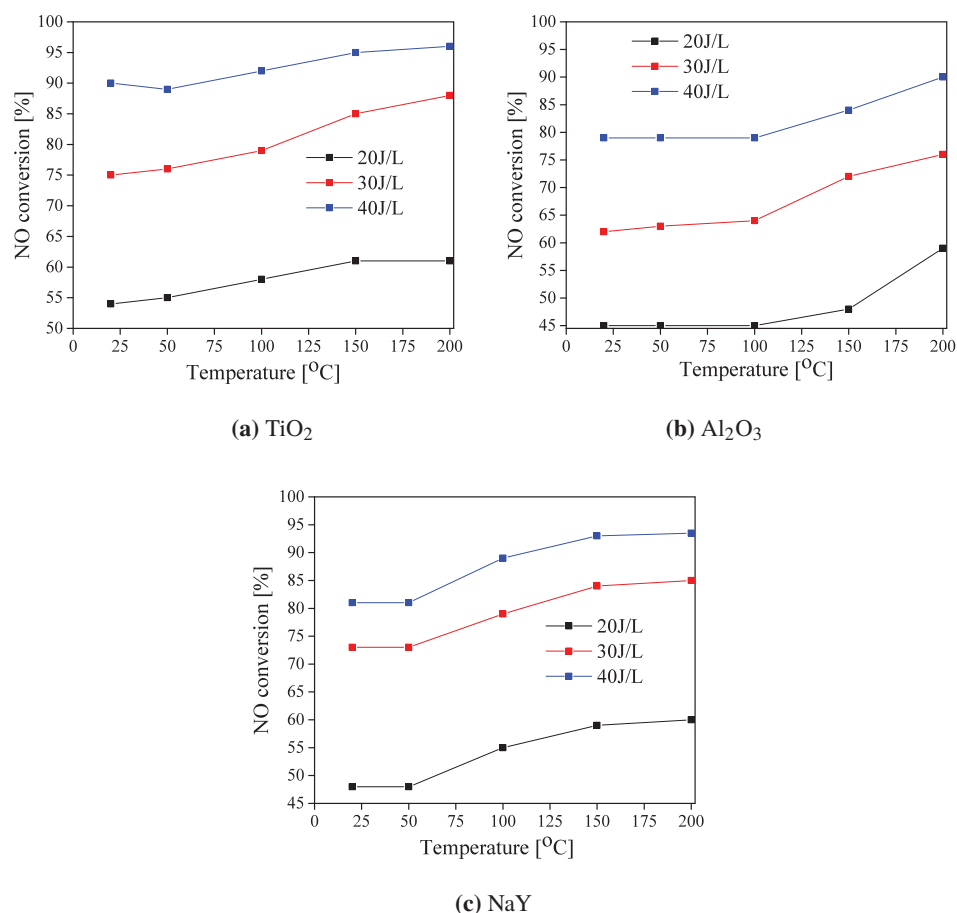 NO conversion [%]
100
95
90
85
80
75
70
65
60
55
50
20J/L
30J/L
40J/L
0 25 50 75 100 125 150 175 200
Temperature [°C]
(a) TiO₂
NO conversion [%]
100
95
90
85
80
75
70
65
60
55
50
45
20J/L
30J/L
40J/L
0 25 50 75 100 125 150 175 200
Temperature [°C]
(b) Al₂O₃
NO conversion [%]
100
95
90
85
80
75
70
65
60
55
50
45
20J/L
30J/L
40J/L
0 25 50 75 100 125 150 175 200
Temperature [°C]
(c) NaY